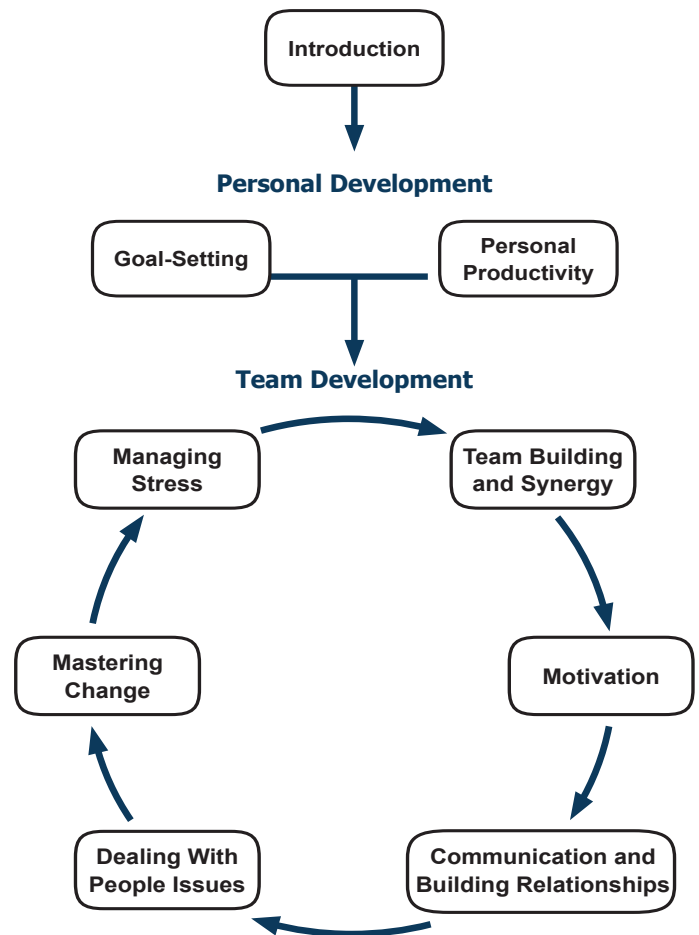 Introduction
Personal Development
Goal-Setting
Personal
Productivity
Team Development
Managing
Stress
Team Building
and Synergy
Mastering
Change
Motivation
Dealing With
People Issues
Communication and
Building Relationships